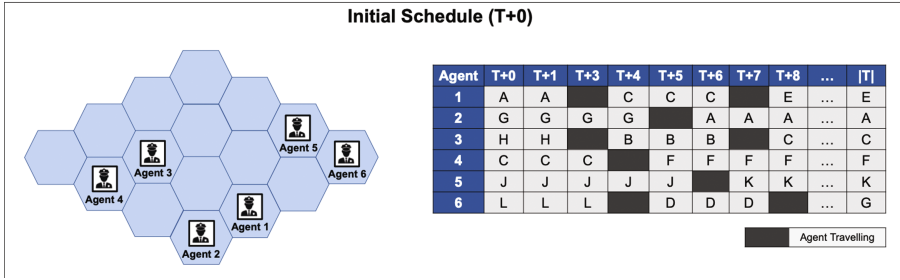 Initial Schedule (T+0)
Agent 5
Agent 3
Agent 6
Agent 4
Agent 1
Agent 2
Agent T+0 T+1 T+3 T+4 T+5 T+6 T+7 T+8 ... |T|
1 A A C C C E ... E
2 G G G G A A A ... A
3 H H B B B C ... C
4 C C C F F F F ... F
5 J J J J J K K ... K
6 L L L D D D ... G
Agent Travelling